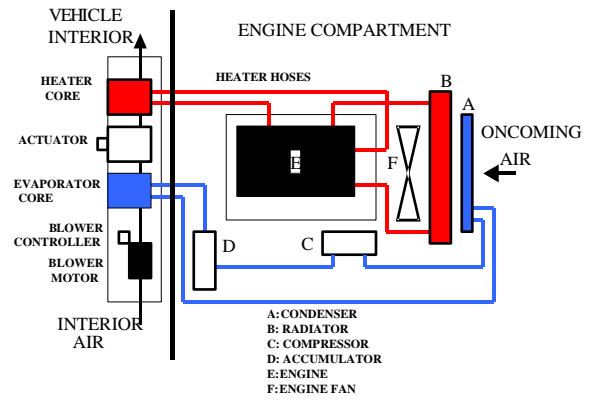 VEHICLE
INTERIOR
ENGINE COMPARTMENT
HEATER
CORE
HEATER HOSES
B
A
ACTUATOR
ONCOMING
AIR
E
F
EVAPORATOR
CORE
BLOWER
CONTROLLER
D
C
BLOWER
MOTOR
INTERIOR
AIR
A:CONDENSER
B: RADIATOR
C: COMPRESSOR
D: ACCUMULATOR
E:ENGINE
F:ENGINE FAN